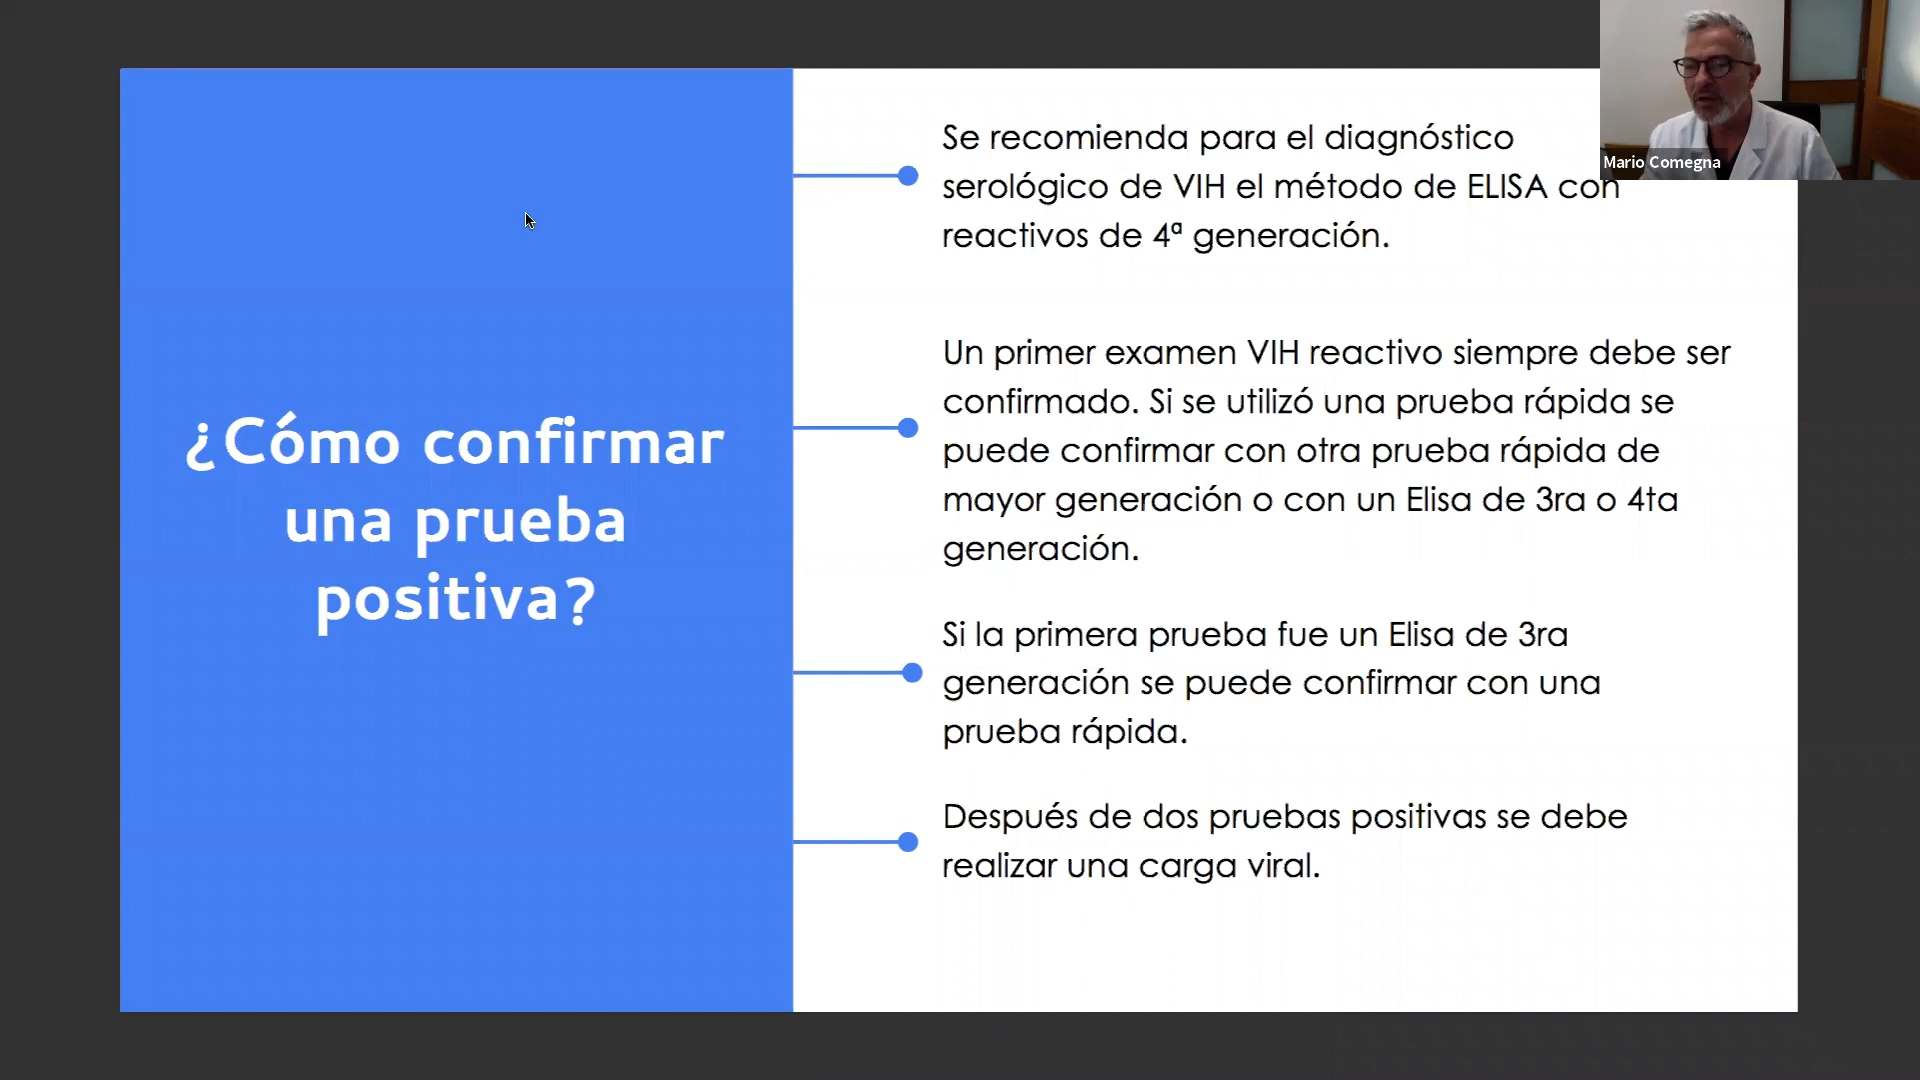 ¿Cómo confirmar
una prueba
positiva?
Se recomienda para el diagnóstico
serológico de VIH el método de ELISA con
reactivos de 4ª generación.
Un primer examen VIH reactivo siempre debe ser
confirmado. Si se utilizó una prueba rápida se
puede confirmar con otra prueba rápida de
mayor generación o con un Elisa de 3ra o 4ta
generación.
Si la primera prueba fue un Elisa de 3ra
generación se puede confirmar con una
prueba rápida.
Después de dos pruebas positivas se debe
realizar una carga viral.
Mario Comegna